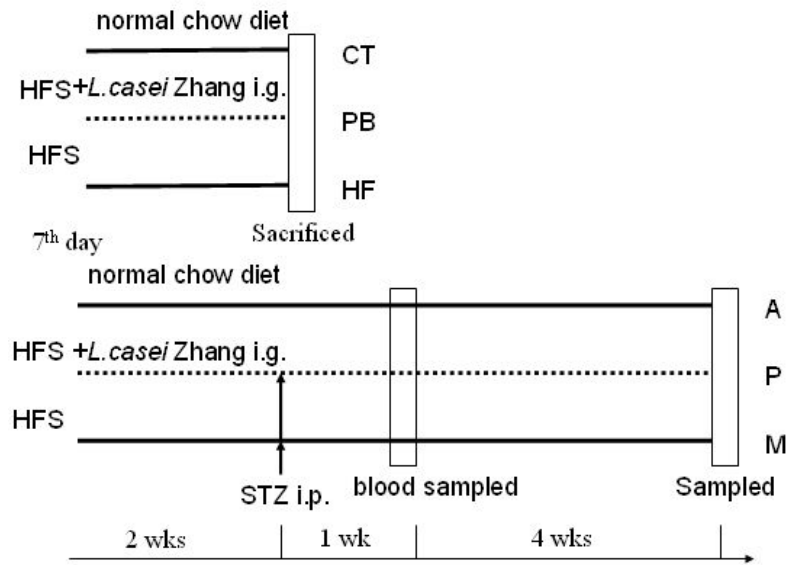 normal chow diet
CT
HFS+L.casei Zhang i.g.
PB
HFS
HF
7th day
Sacrificed
normal chow diet
A
HFS +L.casei Zhang i.g.
P
HFS
M
STZ i.p.
blood sampled
Sampled
2 wks
1 wk
4 wks